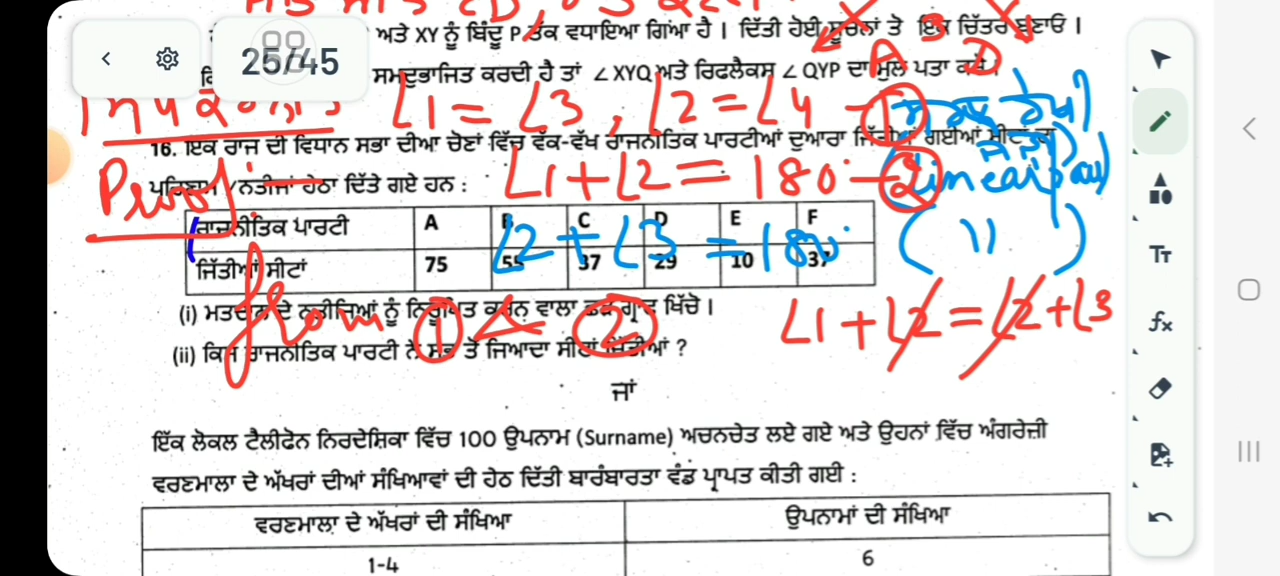 ਅਤੇ XY ਨੂੰ ਬਿੰਦੂ P ਤੱਕ ਵਧਾਇਆ ਗਿਆ ਹੈ । ਦਿੱਤੀ ਹੋਈ ਤੋਂ ਇੱਕ ਚਿੱਤਰ ਬਣਾਓ ।
25/45
ਸਮਦੁਭਾਜਿਤ ਕਰਦੀ ਹੈ ਤਾਂ ∠XYQ ਅਤੇ ਰਿਫਲੈਕਸ ∠QYP ਦਾ ਮੁੱਲ ਪਤਾ ਕਰੋ ।
∠1 = ∠3 , ∠2 = ∠4 - ①
16. ਇਕ ਰਾਜ ਦੀ ਵਿਧਾਨ ਸਭਾ ਦੀਆ ਚੋਣਾਂ ਵਿੱਚ ਵੱਕ-ਵੱਖ ਰਾਜਨੀਤਿਕ ਪਾਰਟੀਆਂ ਦੁਆਰਾ ਜਿੱਤੀਆਂ ਗਈਆਂ ਸੀਟਾਂ ਦਾ
ਪਰਿਣਾਮ /ਨਤੀਜਾਂ ਹੇਠਾ ਦਿੱਤੇ ਗਏ ਹਨ :
Proof:-
∠1 + ∠2 = 180° - ② (linear pair)
ਰਾਜਨੀਤਿਕ ਪਾਰਟੀ A B C D E F
∠2 + ∠3 = 180° ( '' )
ਜਿੱਤੀਆਂ ਸੀਟਾਂ 75 55 37 29 10 37
(i) ਮਤਦਾਨ ਦੇ ਨਤੀਜਿਆਂ ਨੂੰ ਨਿਰੂਪਿਤ ਕਰਨ ਵਾਲਾ ਛੜ ਗ੍ਰਾਫ ਖਿੱਚੋ ।
from ① & ②
∠1 + ∠2 = ∠2 + ∠3
(ii) ਕਿਸ ਰਾਜਨੀਤਿਕ ਪਾਰਟੀ ਨੇ ਸਭ ਤੋਂ ਜਿਆਦਾ ਸੀਟਾਂ ਜਿੱਤੀਆਂ ?
ਜਾਂ
ਇੱਕ ਲੋਕਲ ਟੈਲੀਫੋਨ ਨਿਰਦੇਸ਼ਿਕਾ ਵਿੱਚ 100 ਉਪਨਾਮ (Surname) ਅਚਨਚੇਤ ਲਏ ਗਏ ਅਤੇ ਉਹਨਾਂ ਵਿੱਚ ਅੰਗਰੇਜ਼ੀ
ਵਰਣਮਾਲਾ ਦੇ ਅੱਖਰਾਂ ਦੀਆਂ ਸੰਖਿਆਵਾਂ ਦੀ ਹੇਠ ਦਿੱਤੀ ਬਾਰੰਬਾਰਤਾ ਵੰਡ ਪ੍ਰਾਪਤ ਕੀਤੀ ਗਈ :
ਵਰਣਮਾਲਾ ਦੇ ਅੱਖਰਾਂ ਦੀ ਸੰਖਿਆ ਉਪਨਾਮਾਂ ਦੀ ਸੰਖਿਆ
1-4 6